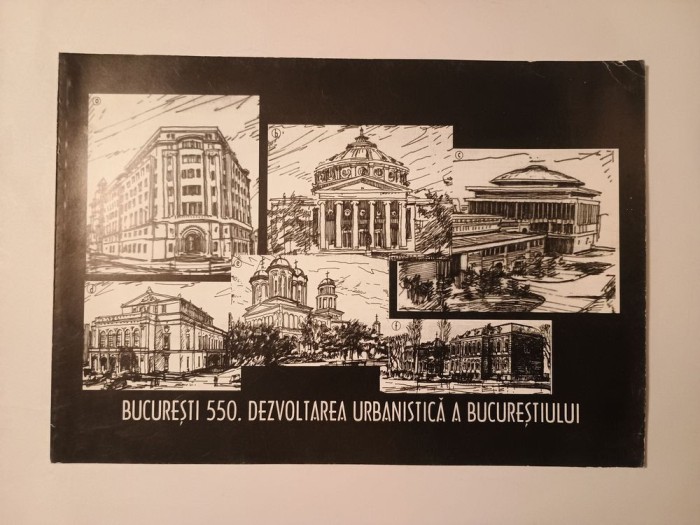 a
b
c
d
e
f
BUCUREȘTI 550. DEZVOLTAREA URBANISTICĂ A BUCUREȘTIULUI